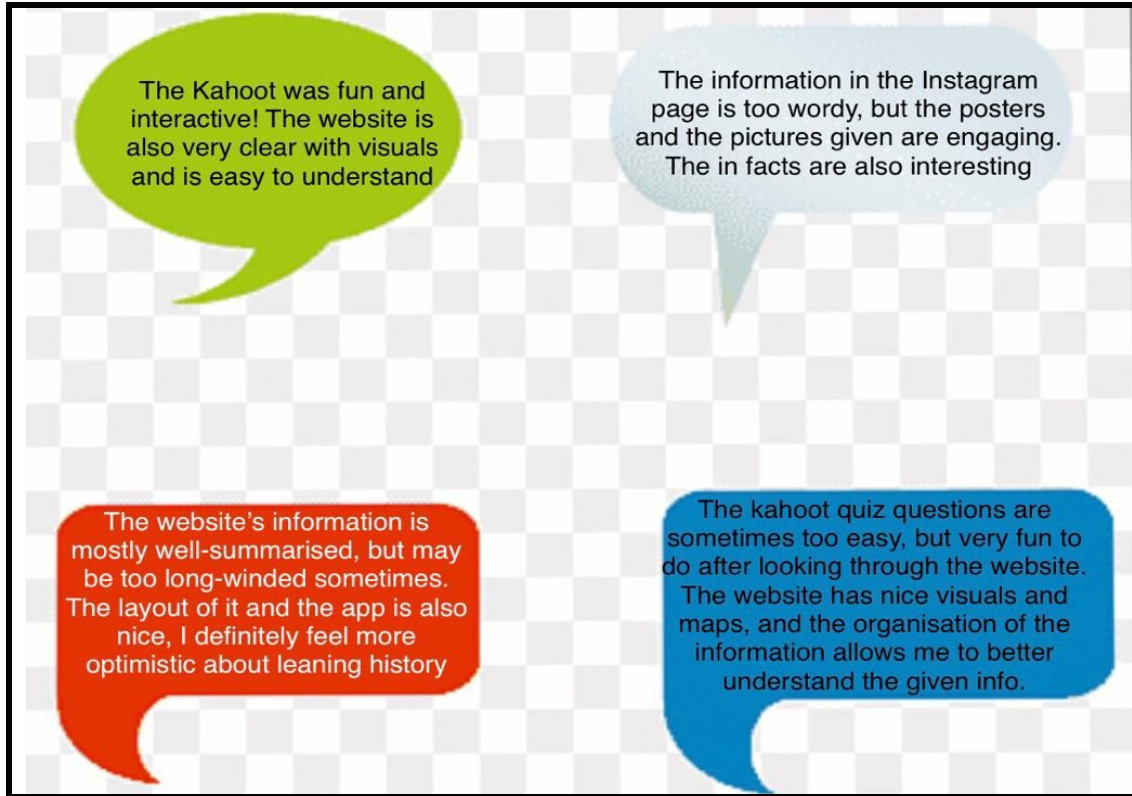 The Kahoot was fun and
interactive! The website is
also very clear with visuals
and is easy to understand
The information in the Instagram
page is too wordy, but the posters
and the pictures given are engaging.
The in facts are also interesting
The website’s information is
mostly well-summarised, but may
be too long-winded sometimes.
The layout of it and the app is also
nice, I definitely feel more
optimistic about leaning history
The kahoot quiz questions are
sometimes too easy, but very fun to
do after looking through the website.
The website has nice visuals and
maps, and the organisation of the
information allows me to better
understand the given info.